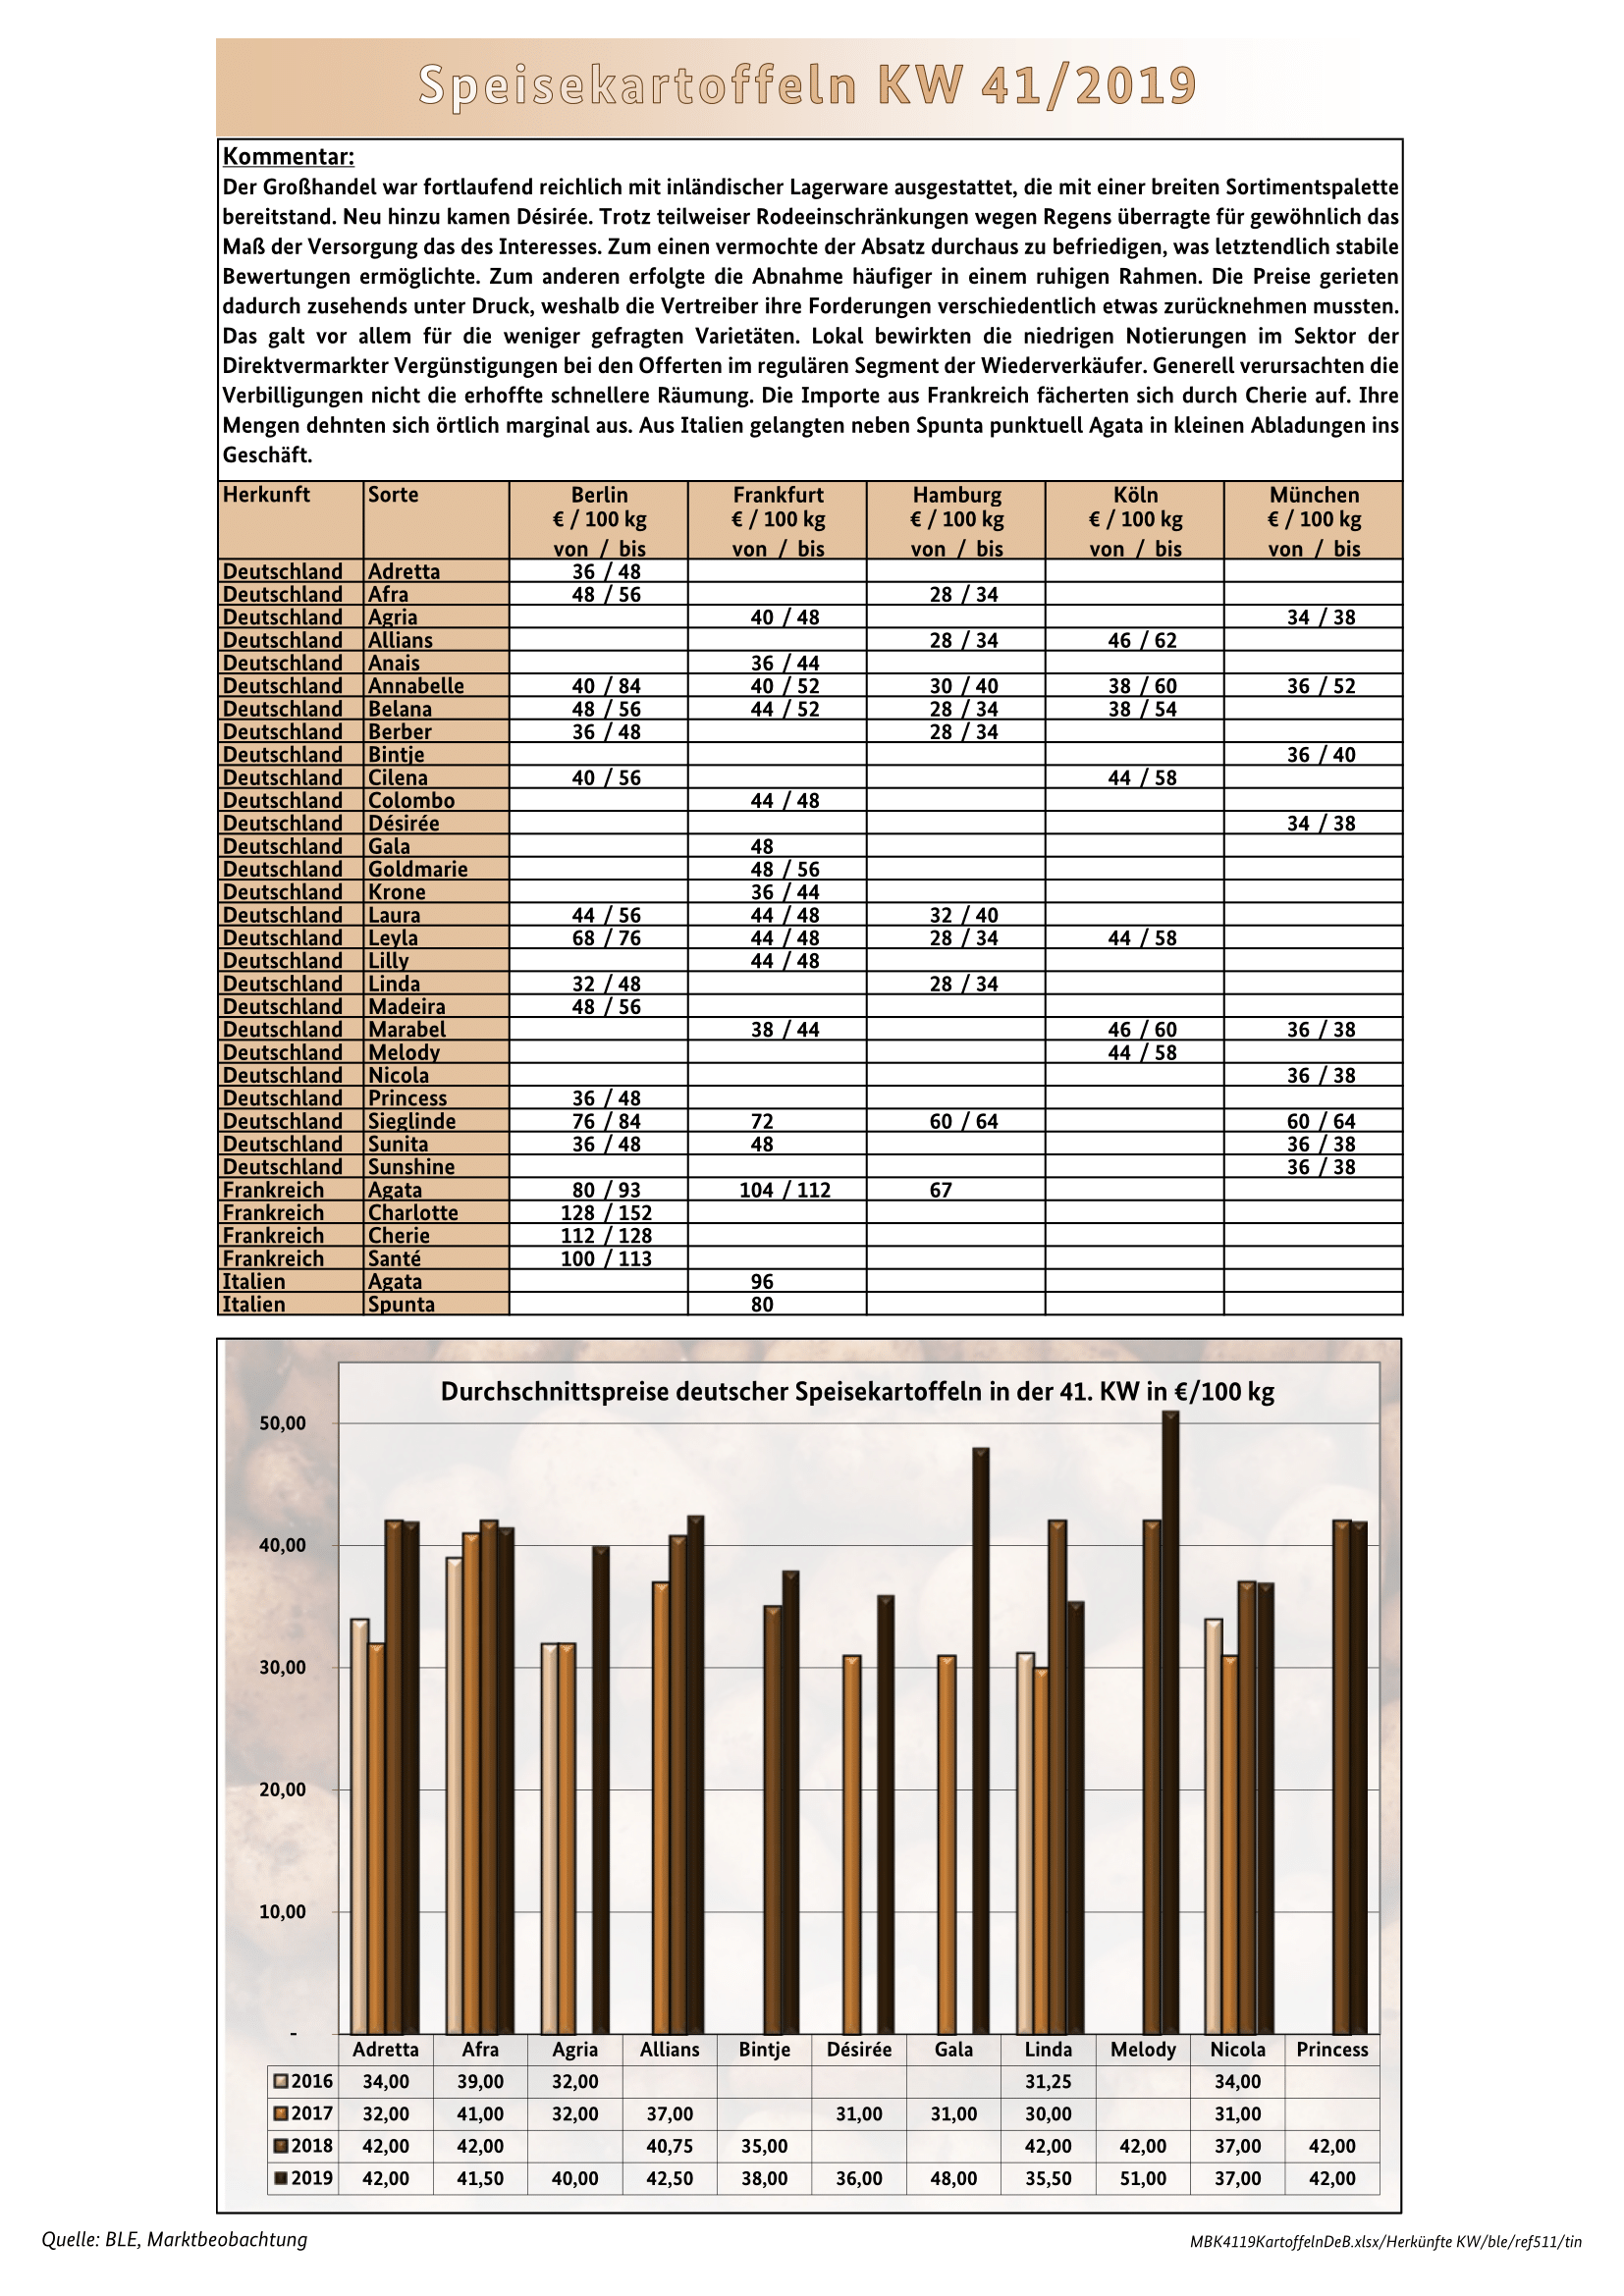 Speisekartoffeln KW 41/2019
Kommentar:
Der Großhandel war fortlaufend reichlich mit inländischer Lagerware ausgestattet, die mit einer breiten Sortimentspalette
bereitstand. Neu hinzu kamen Désirée. Trotz teilweiser Rodeeinschränkungen wegen Regens überragte für gewöhnlich das
Maß der Versorgung das des Interesses. Zum einen vermochte der Absatz durchaus zu befriedigen, was letztendlich stabile
Bewertungen ermöglichte. Zum anderen erfolgte die Abnahme häufiger in einem ruhigen Rahmen. Die Preise gerieten
dadurch zusehends unter Druck, weshalb die Vertreiber ihre Forderungen verschiedentlich etwas zurücknehmen mussten.
Das galt vor allem für die weniger gefragten Varietäten. Lokal bewirkten die niedrigen Notierungen im Sektor der
Direktvermarkter Vergünstigungen bei den Offerten im regulären Segment der Wiederverkäufer. Generell verursachten die
Verbilligungen nicht die erhoffte schnellere Räumung. Die Importe aus Frankreich fächerten sich durch Cherie auf. Ihre
Mengen dehnten sich örtlich marginal aus. Aus Italien gelangten neben Spunta punktuell Agata in kleinen Abladungen ins
Geschäft.
Herkunft Sorte Berlin Frankfurt Hamburg Köln München
€ / 100 kg € / 100 kg € / 100 kg € / 100 kg € / 100 kg
von / bis von / bis von / bis von / bis von / bis
Deutschland Adretta 36 / 48
Deutschland Afra 48 / 56 28 / 34
Deutschland Agria 40 / 48 34 / 38
Deutschland Allians 28 / 34 46 / 62
Deutschland Anais 36 / 44
Deutschland Annabelle 40 / 84 40 / 52 30 / 40 38 / 60 36 / 52
Deutschland Belana 48 / 56 44 / 52 28 / 34 38 / 54
Deutschland Berber 36 / 48 28 / 34
Deutschland Bintje 36 / 40
Deutschland Cilena 40 / 56 44 / 58
Deutschland Colombo 44 / 48
Deutschland Désirée 34 / 38
Deutschland Gala 48
Deutschland Goldmarie 48 / 56
Deutschland Krone 36 / 44
Deutschland Laura 44 / 56 44 / 48 32 / 40
Deutschland Leyla 68 / 76 44 / 48 28 / 34 44 / 58
Deutschland Lilly 44 / 48
Deutschland Linda 32 / 48 28 / 34
Deutschland Madeira 48 / 56
Deutschland Marabel 38 / 44 46 / 60 36 / 38
Deutschland Melody 44 / 58
Deutschland Nicola 36 / 38
Deutschland Princess 36 / 48
Deutschland Sieglinde 76 / 84 72 60 / 64 60 / 64
Deutschland Sunita 36 / 48 48 36 / 38
Deutschland Sunshine 36 / 38
Frankreich Agata 80 / 93 104 / 112 67
Frankreich Charlotte 128 / 152
Frankreich Cherie 112 / 128
Frankreich Santé 100 / 113
Italien Agata 96
Italien Spunta 80
Durchschnittspreise deutscher Speisekartoffeln in der 41. KW in €/100 kg
50,00
40,00
30,00
20,00
10,00
-
Adretta Afra Agria Allians Bintje Désirée Gala Linda Melody Nicola Princess
2016 34,00 39,00 32,00 31,25 34,00
2017 32,00 41,00 32,00 37,00 31,00 31,00 30,00 31,00
2018 42,00 42,00 40,75 35,00 42,00 42,00 37,00 42,00
2019 42,00 41,50 40,00 42,50 38,00 36,00 48,00 35,50 51,00 37,00 42,00
Quelle: BLE, Marktbeobachtung
MBK4119KartoffelnDeB.xlsx/Herkünfte KW/ble/ref511/tin